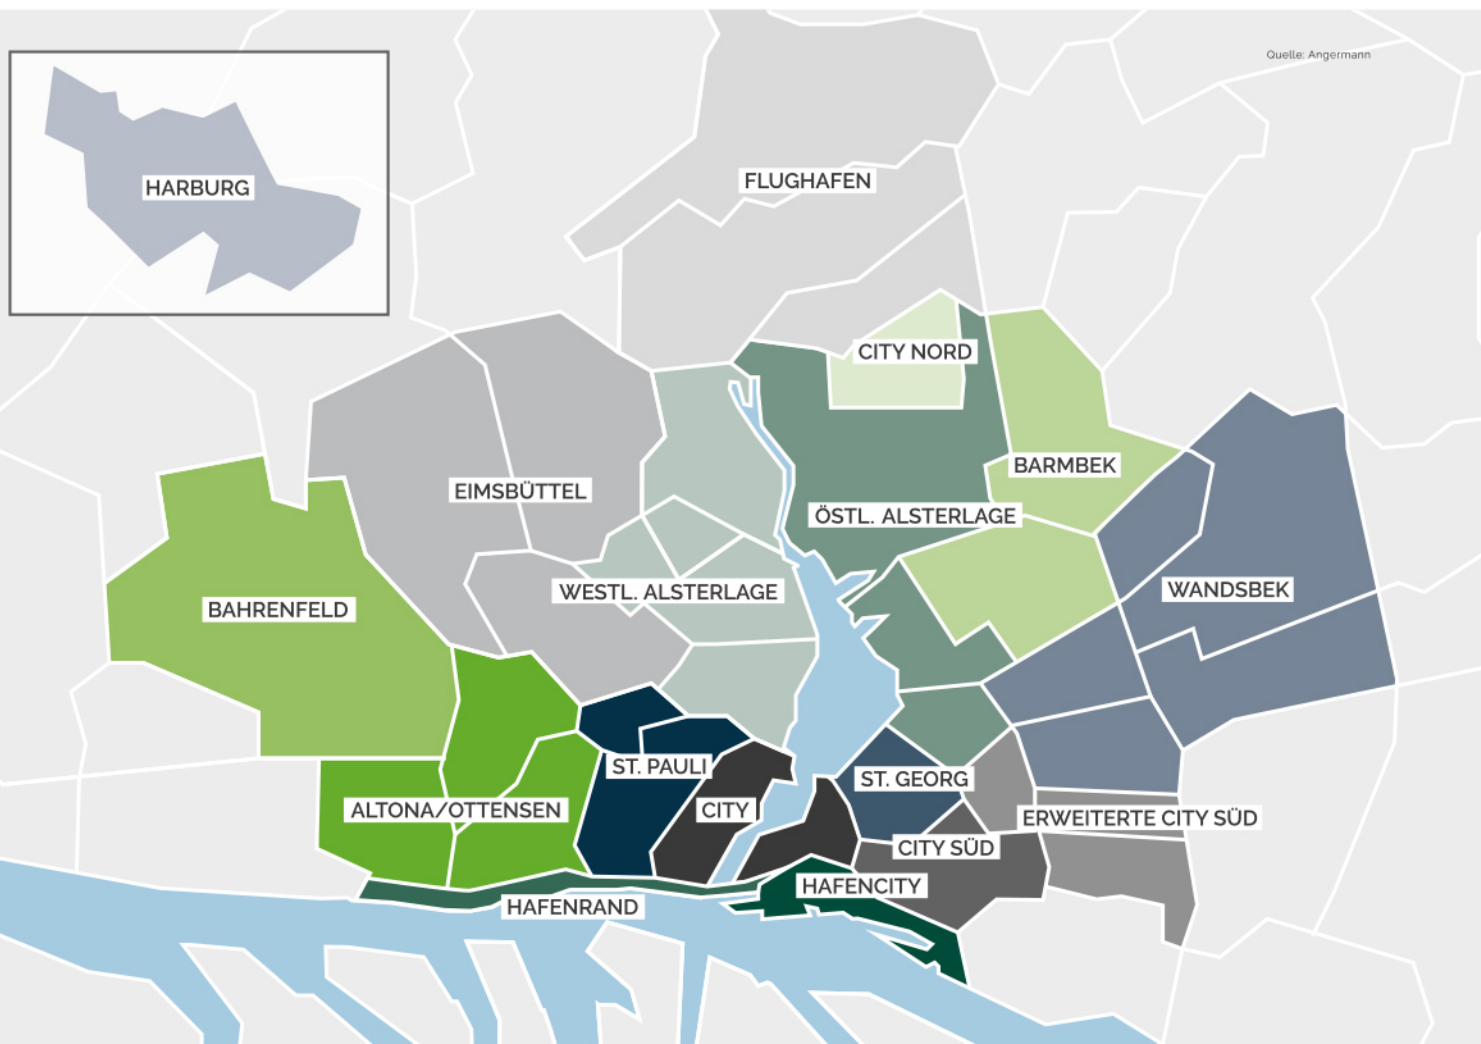 Quelle: Angermann
FLUGHAFEN
HARBURG
CITY NORD
BARMBEK
EIMSBÜTTEL
ÖSTL. ALSTERLAGE
WANDSBEK
WESTL. ALSTERLAGE
BAHRENFELD
ST. PAULI
ST. GEORG
ALTONA/OTTENSEN
CITY
ERWEITERTE CITY SÜD
CITY SÜD
HAFENCITY
HAFENRAND